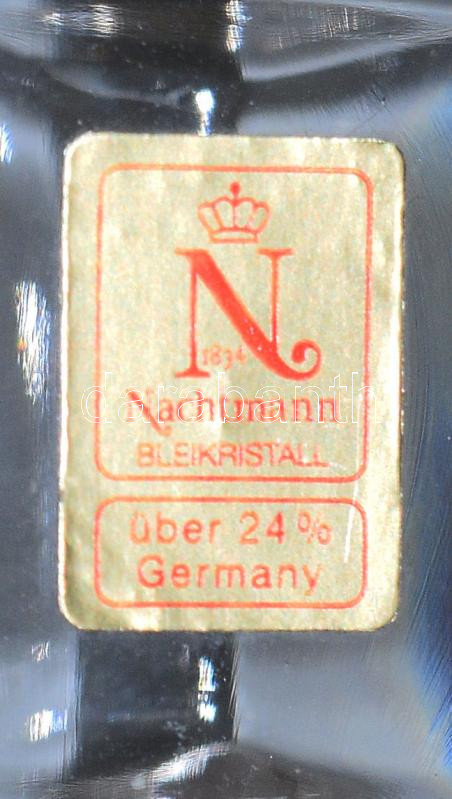 N
1834
Nachtmann
BLEIKRISTALL
über 24%
Germany